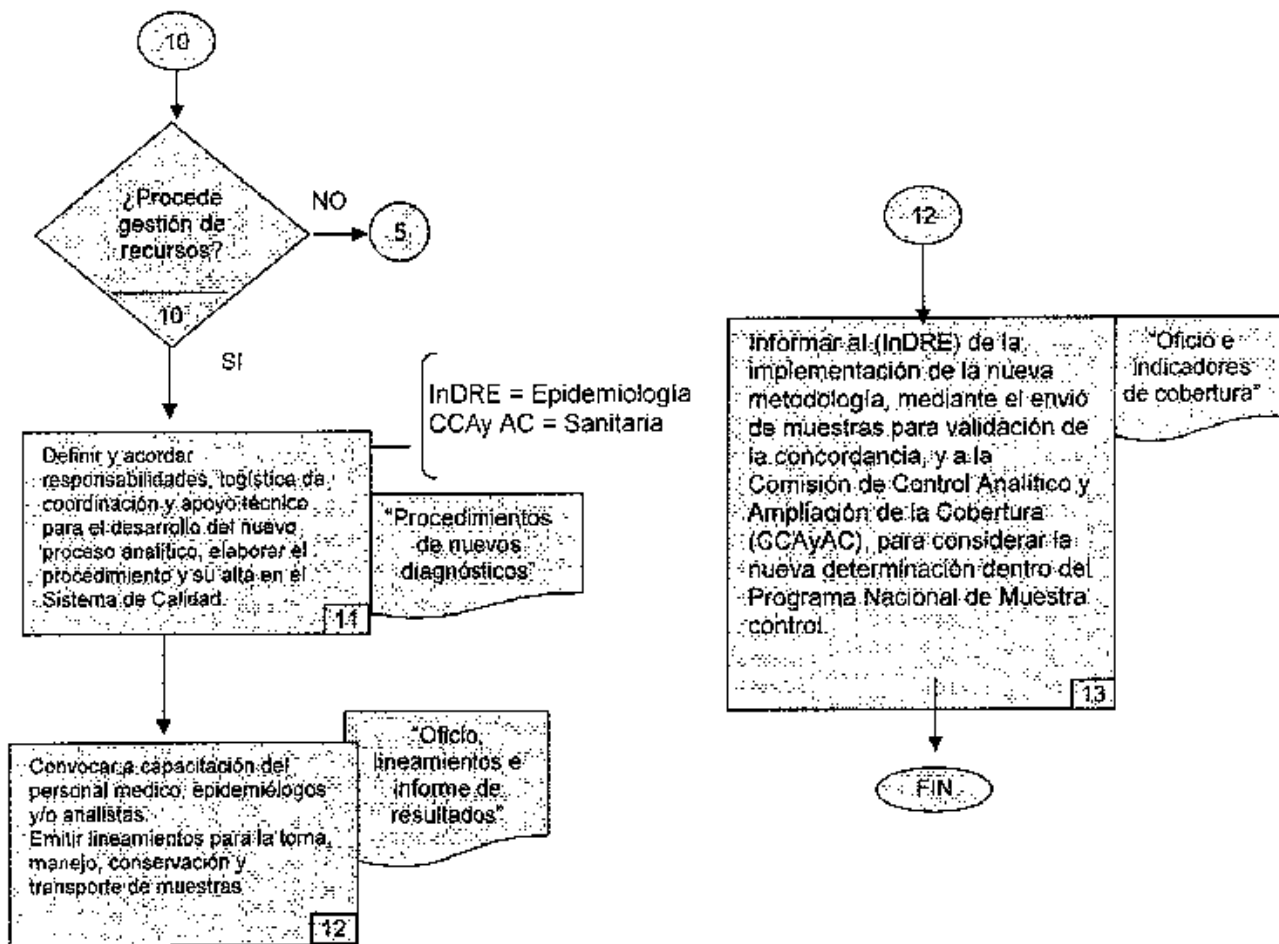 10
¿Procede
gestión de
recursos?
10
NO
5
SI
InDRE = Epidemiología
CCAy AC = Sanitaria
Definir y acordar
responsabilidades, logística de
coordinación y apoyo técnico
para el desarrollo del nuevo
proceso analítico, elaborar el
procedimiento y su alta en el
Sistema de Calidad.
11
"Procedimientos
de nuevos
diagnósticos"
Convocar a capacitación del
personal medico, epidemiólogos
y/o analistas.
Emitir lineamientos para la toma,
manejo, conservación y
transporte de muestras
12
"Oficio,
lineamientos e
informe de
resultados"
12
Informar al (InDRE) de la
implementación de la nueva
metodología, mediante el envió
de muestras para validación de
la concordancia, y a la
Comisión de Control Analítico y
Ampliación de la Cobertura
(CCAyAC), para considerar la
nueva determinación dentro del
Programa Nacional de Muestra
control.
13
"Oficio e
indicadores
de cobertura"
FIN